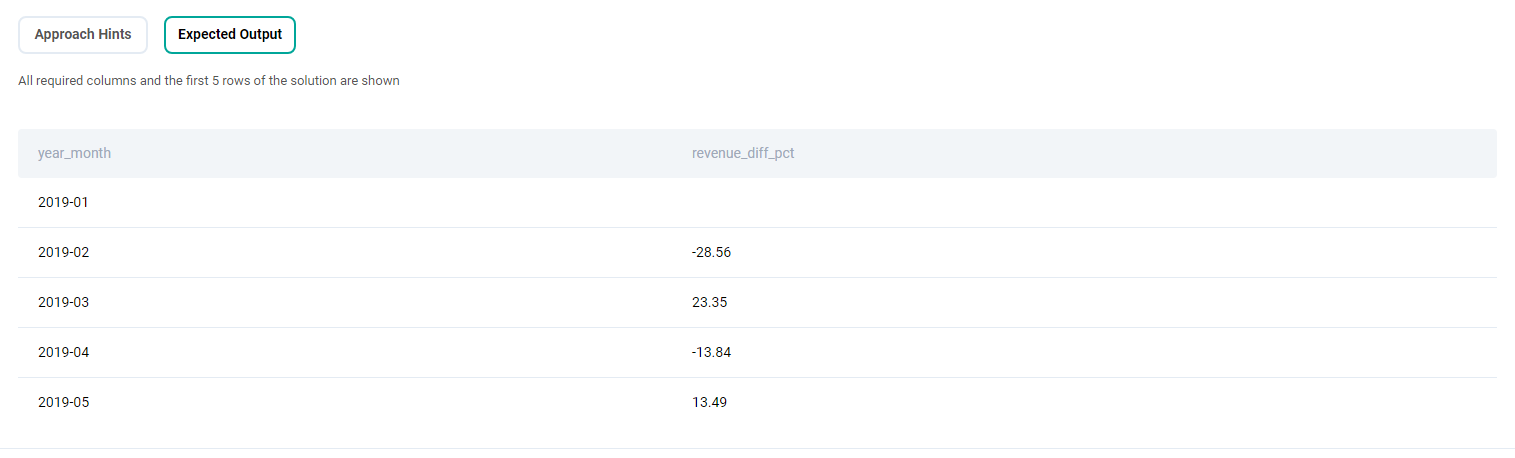 Approach Hints Expected Output
All required columns and the first 5 rows of the solution are shown
year_month revenue_diff_pct
2019-01
2019-02 -28.56
2019-03 23.35
2019-04 -13.84
2019-05 13.49